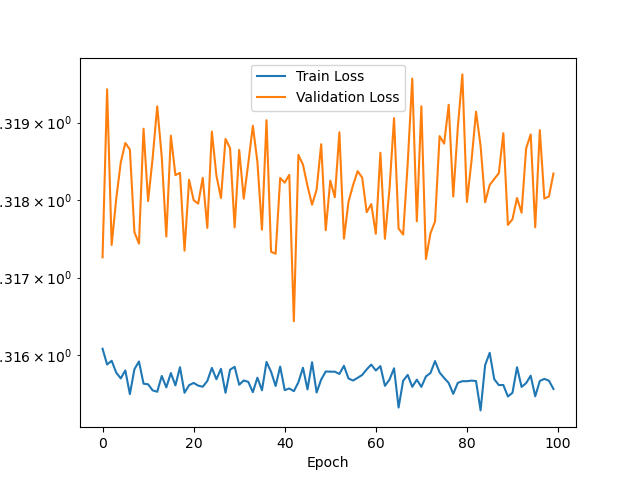 Train Loss
Validation Loss
.319 × 10⁰
.318 × 10⁰
.317 × 10⁰
.316 × 10⁰
0 20 40 60 80 100
Epoch